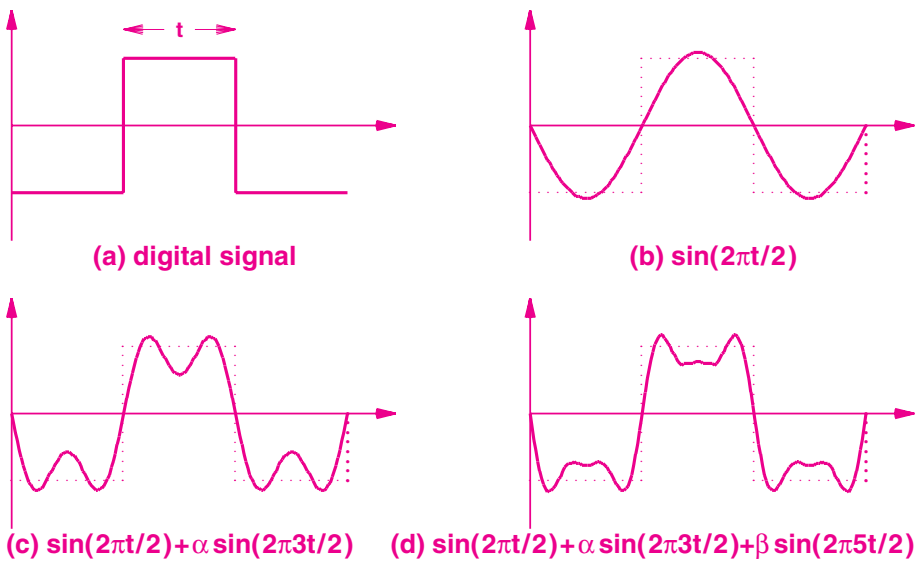 t
(a) digital signal
(b) sin(2πt/2)
(c) sin(2πt/2)+α sin(2π3t/2)
(d) sin(2πt/2)+α sin(2π3t/2)+β sin(2π5t/2)